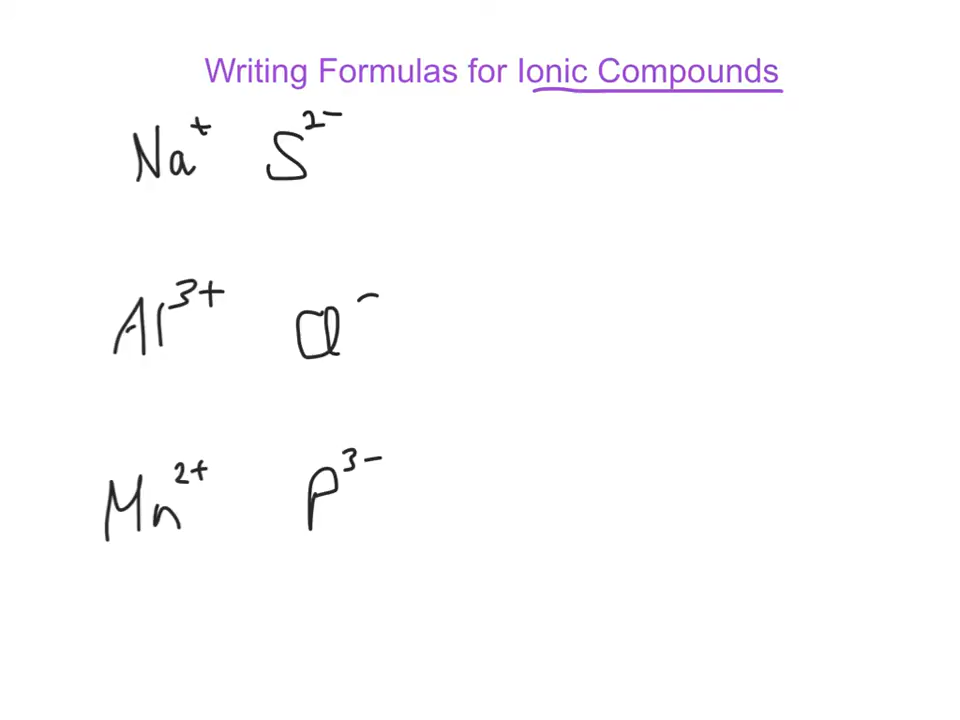 Writing Formulas for Ionic Compounds
Na⁺ S²⁻
Al³⁺ Cl⁻
Mn²⁺ P³⁻